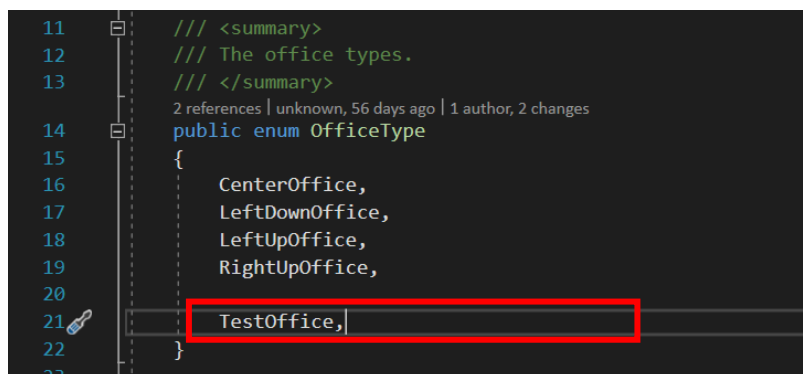 11 /// <summary>
12 /// The office types.
13 /// </summary>
2 references | unknown, 56 days ago | 1 author, 2 changes
14 public enum OfficeType
15 {
16 CenterOffice,
17 LeftDownOffice,
18 LeftUpOffice,
19 RightUpOffice,
20
21 TestOffice,
22 }
23